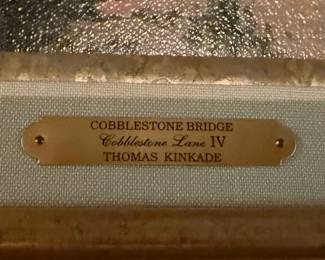 COBBLESTONE BRIDGE
Cobblestone Lane IV
THOMAS KINKADE